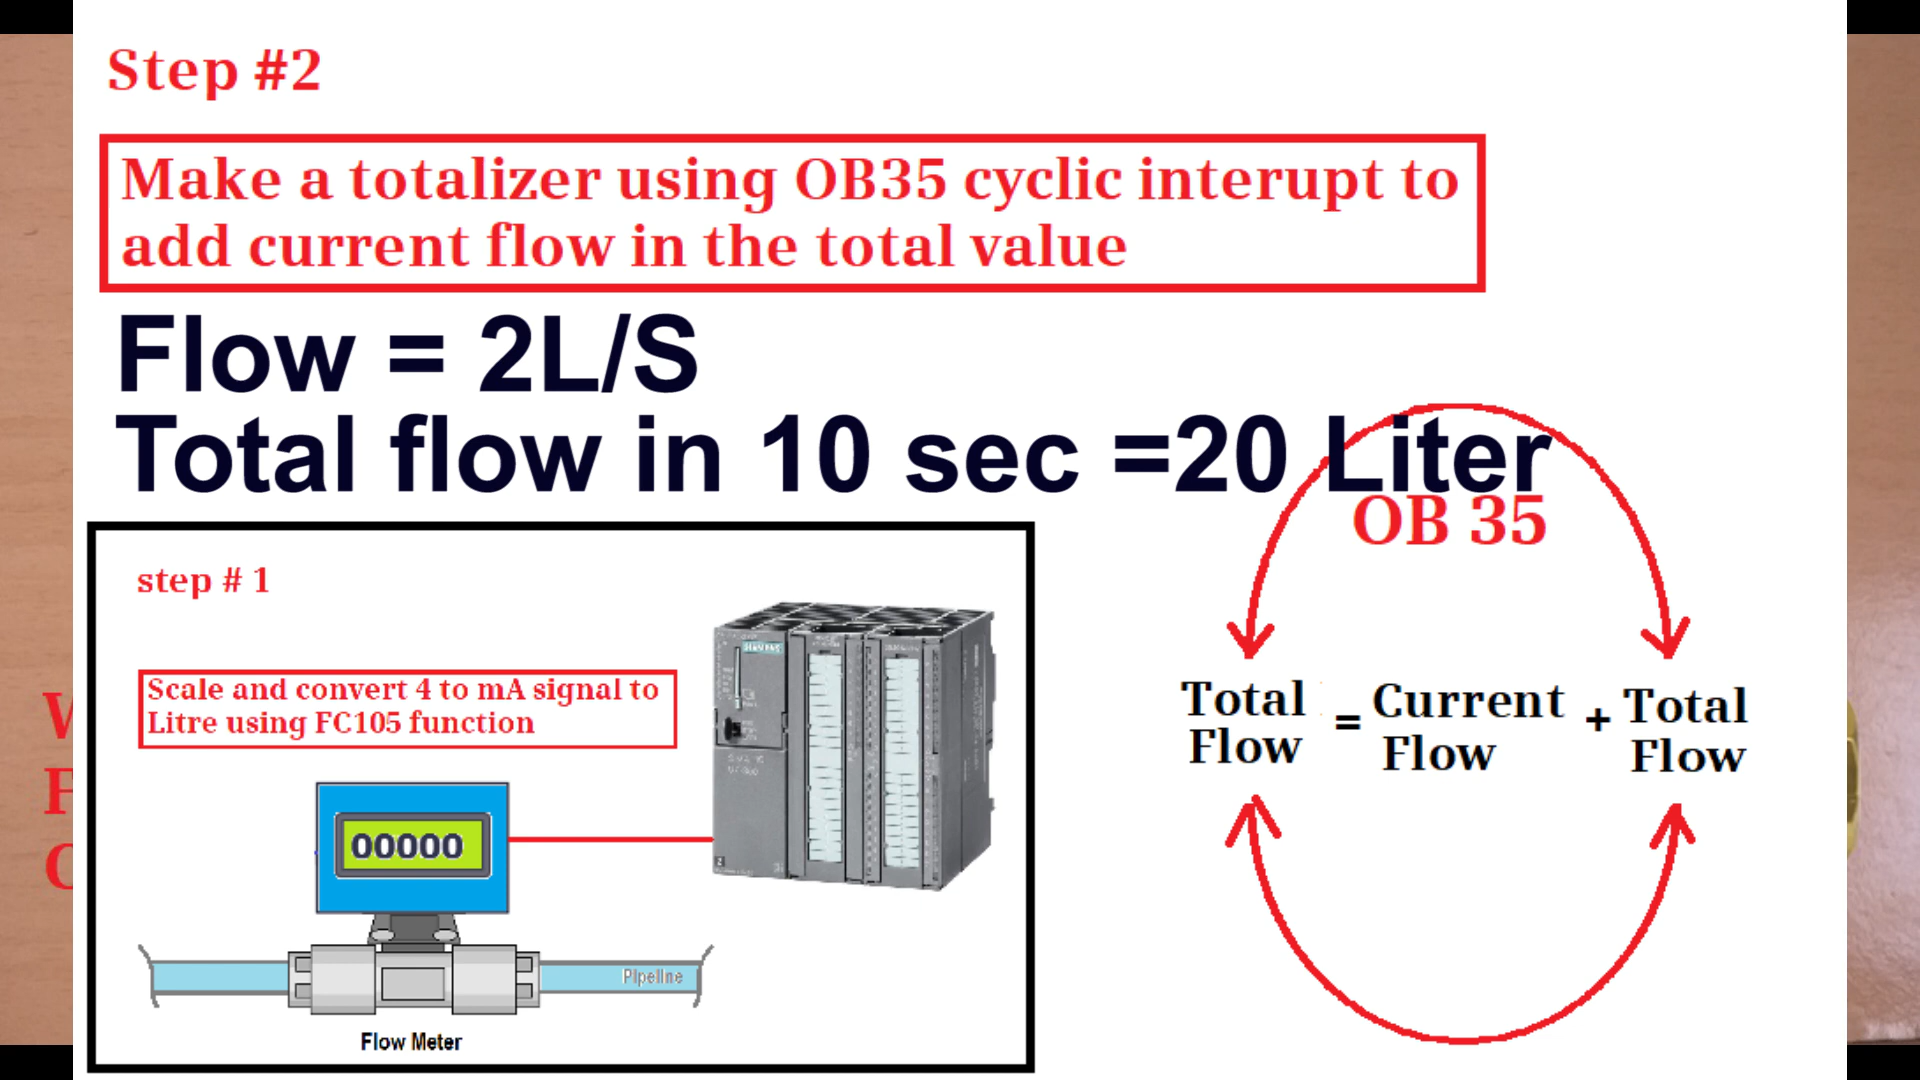 Step #2
Make a totalizer using OB35 cyclic interupt to
add current flow in the total value
Flow = 2L/S
Total flow in 10 sec =20 Liter
OB 35
step # 1
Scale and convert 4 to mA signal to
Litre using FC105 function
SIEMENS
00000
Pipeline
Flow Meter
Total Flow = Current Flow + Total Flow